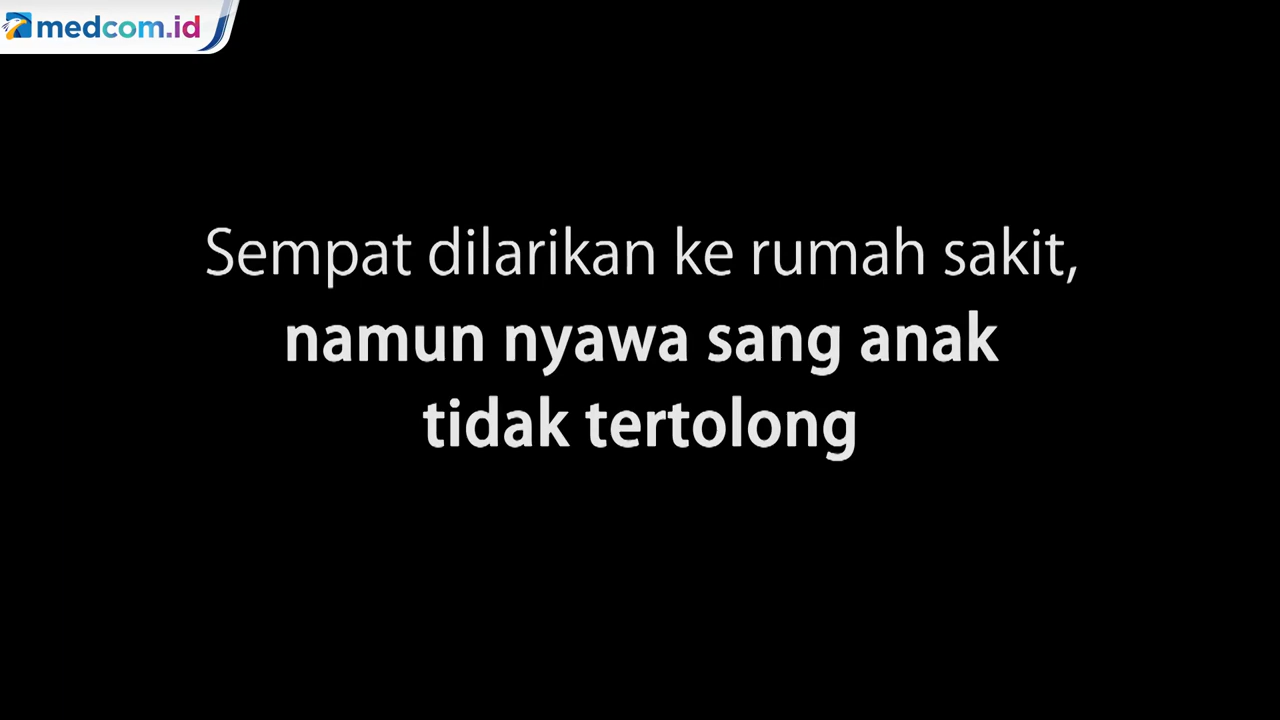 medcom.id
Sempat dilarikan ke rumah sakit,
namun nyawa sang anak
tidak tertolong